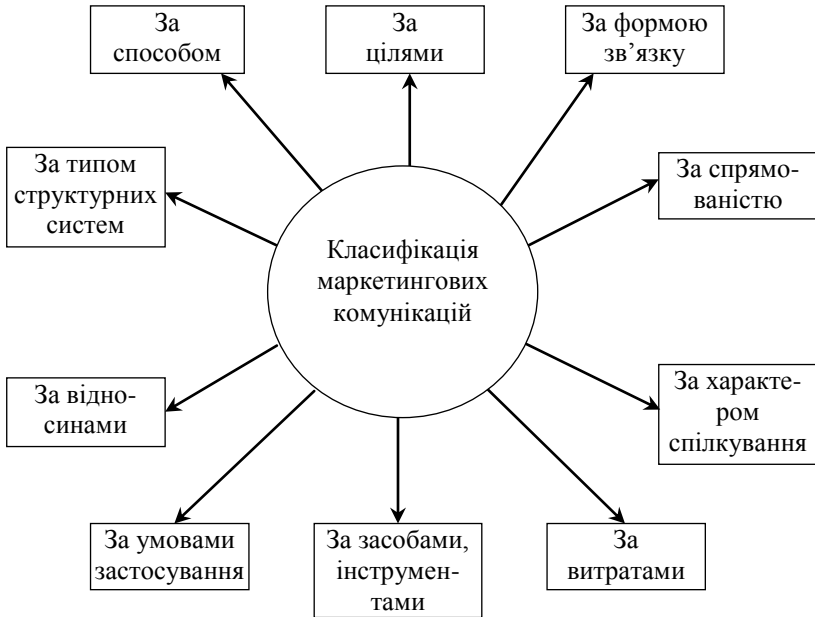 За
способом
За
цілями
За формою
зв’язку
За типом
структурних
систем
За спрямо-
ваністю
Класифікація
маркетингових
комунікацій
За відно-
синами
За характе-
ром
спілкування
За умовами
застосування
За засобами,
інструмен-
тами
За
витратами